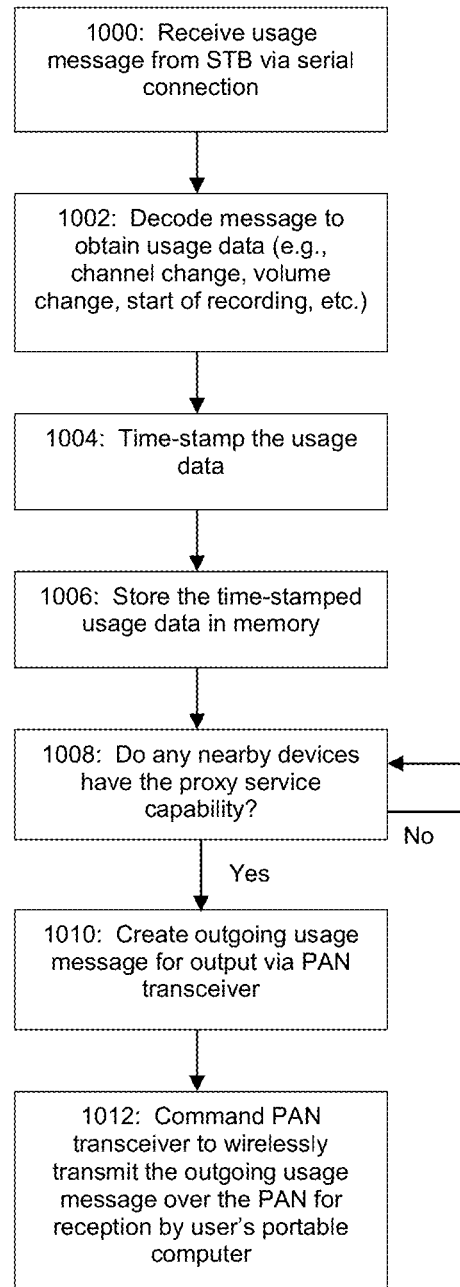 1000: Receive usage
message from STB via serial
connection
1002: Decode message to
obtain usage data (e.g.,
channel change, volume
change, start of recording, etc.)
1004: Time-stamp the usage
data
1006: Store the time-stamped
usage data in memory
1008: Do any nearby devices
have the proxy service
capability?
No
Yes
1010: Create outgoing usage
message for output via PAN
transceiver
1012: Command PAN
transceiver to wirelessly
transmit the outgoing usage
message over the PAN for
reception by user's portable
computer